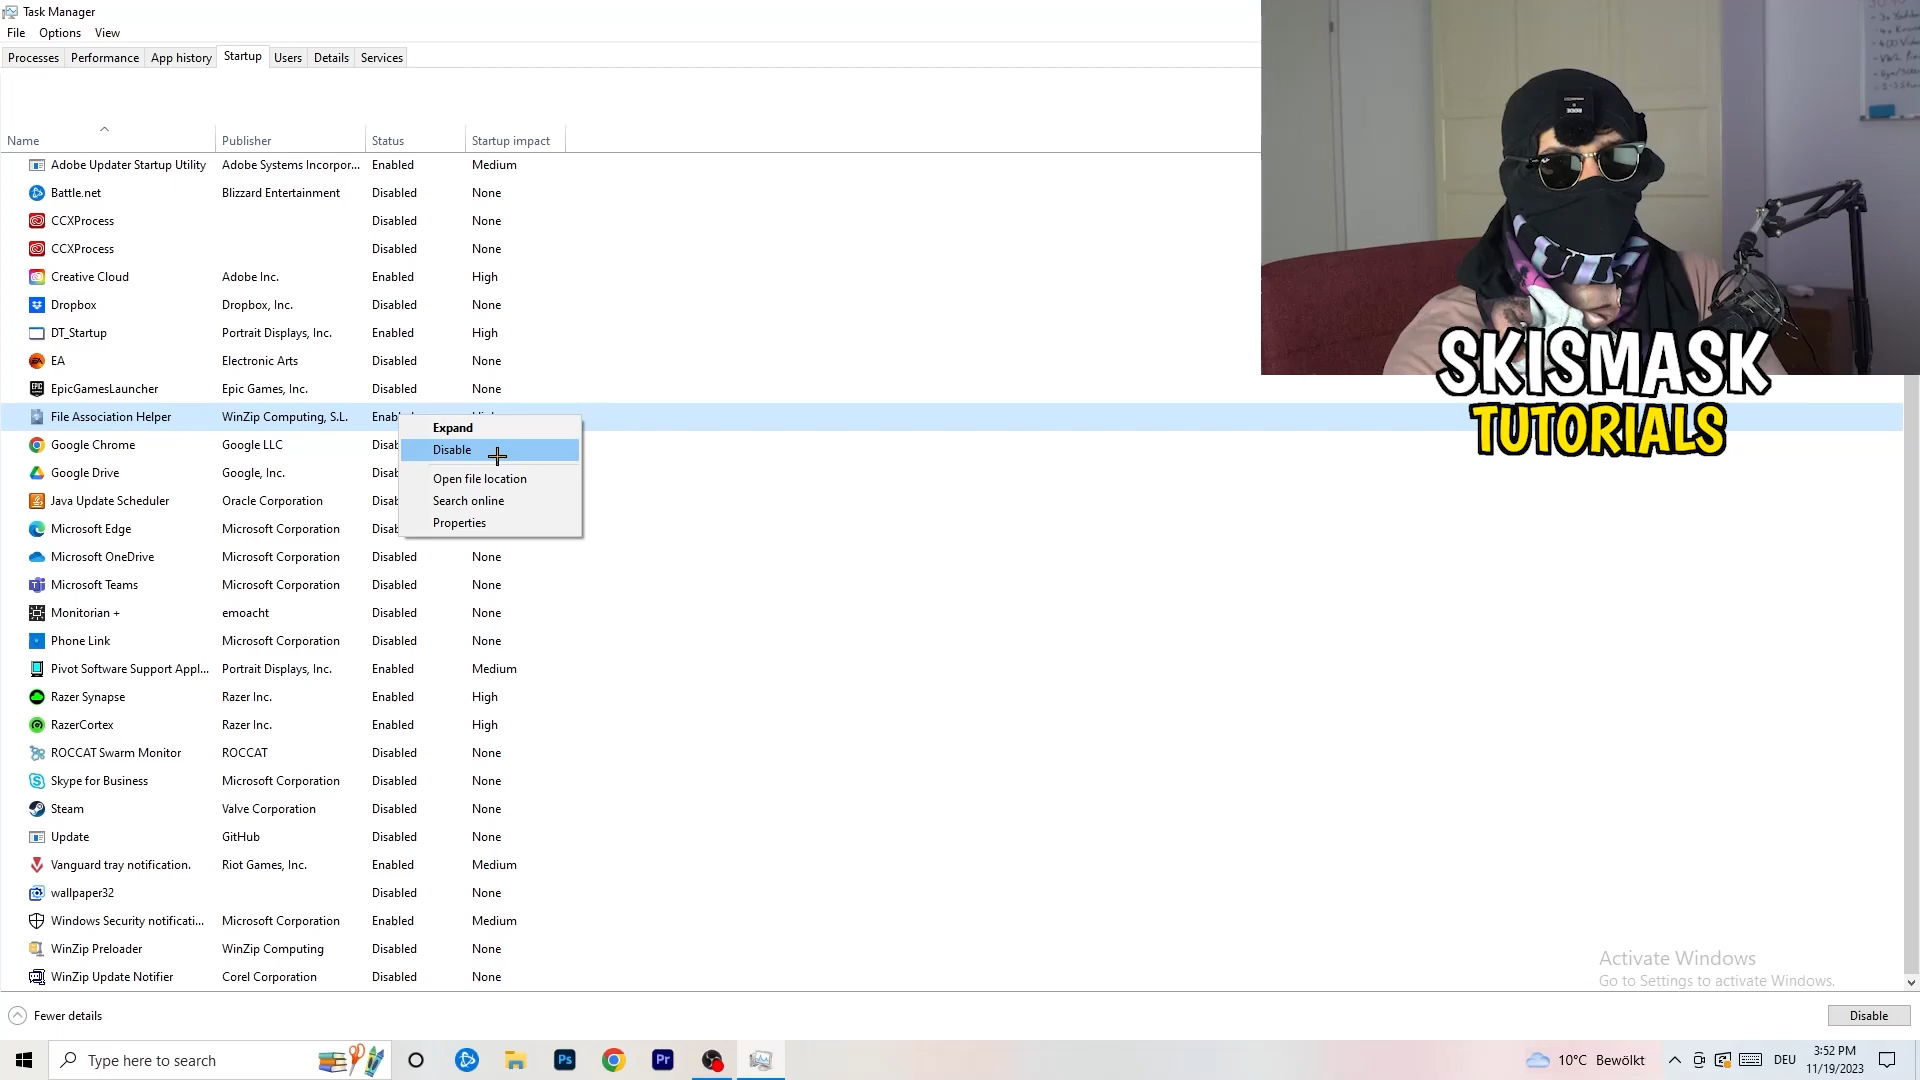 Task Manager
File Options View
Processes Performance App history Startup Users Details Services
Name Publisher Status Startup impact
Adobe Updater Startup Utility Adobe Systems Incorpor... Enabled Medium
Battle.net Blizzard Entertainment Disabled None
CCXProcess Disabled None
CCXProcess Disabled None
Creative Cloud Adobe Inc. Enabled High
Dropbox Dropbox, Inc. Disabled None
DT_Startup Portrait Displays, Inc. Enabled High
EA Electronic Arts Disabled None
EpicGamesLauncher Epic Games, Inc. Disabled None
File Association Helper WinZip Computing, S.L.
Google Chrome Google LLC
Google Drive Google, Inc.
Java Update Scheduler Oracle Corporation
Microsoft Edge Microsoft Corporation
Expand
Disable
Open file location
Search online
Properties
Microsoft OneDrive Microsoft Corporation Disabled None
Microsoft Teams Microsoft Corporation Disabled None
Monitorian + emoacht Disabled None
Phone Link Microsoft Corporation Disabled None
Pivot Software Support Appl... Portrait Displays, Inc. Enabled Medium
Razer Synapse Razer Inc. Enabled High
RazerCortex Razer Inc. Enabled High
ROCCAT Swarm Monitor ROCCAT Disabled None
Skype for Business Microsoft Corporation Disabled None
Steam Valve Corporation Disabled None
Update GitHub Disabled None
Vanguard tray notification. Riot Games, Inc. Enabled Medium
wallpaper32 Disabled None
Windows Security notificati... Microsoft Corporation Enabled Medium
WinZip Preloader WinZip Computing Disabled None
WinZip Update Notifier Corel Corporation Disabled None
SKISMASK
TUTORIALS
Activate Windows
Go to Settings to activate Windows.
Fewer details
Disable
Type here to search
Ps
Pr
10°C Bewölkt
DEU
3:52 PM
11/19/2023